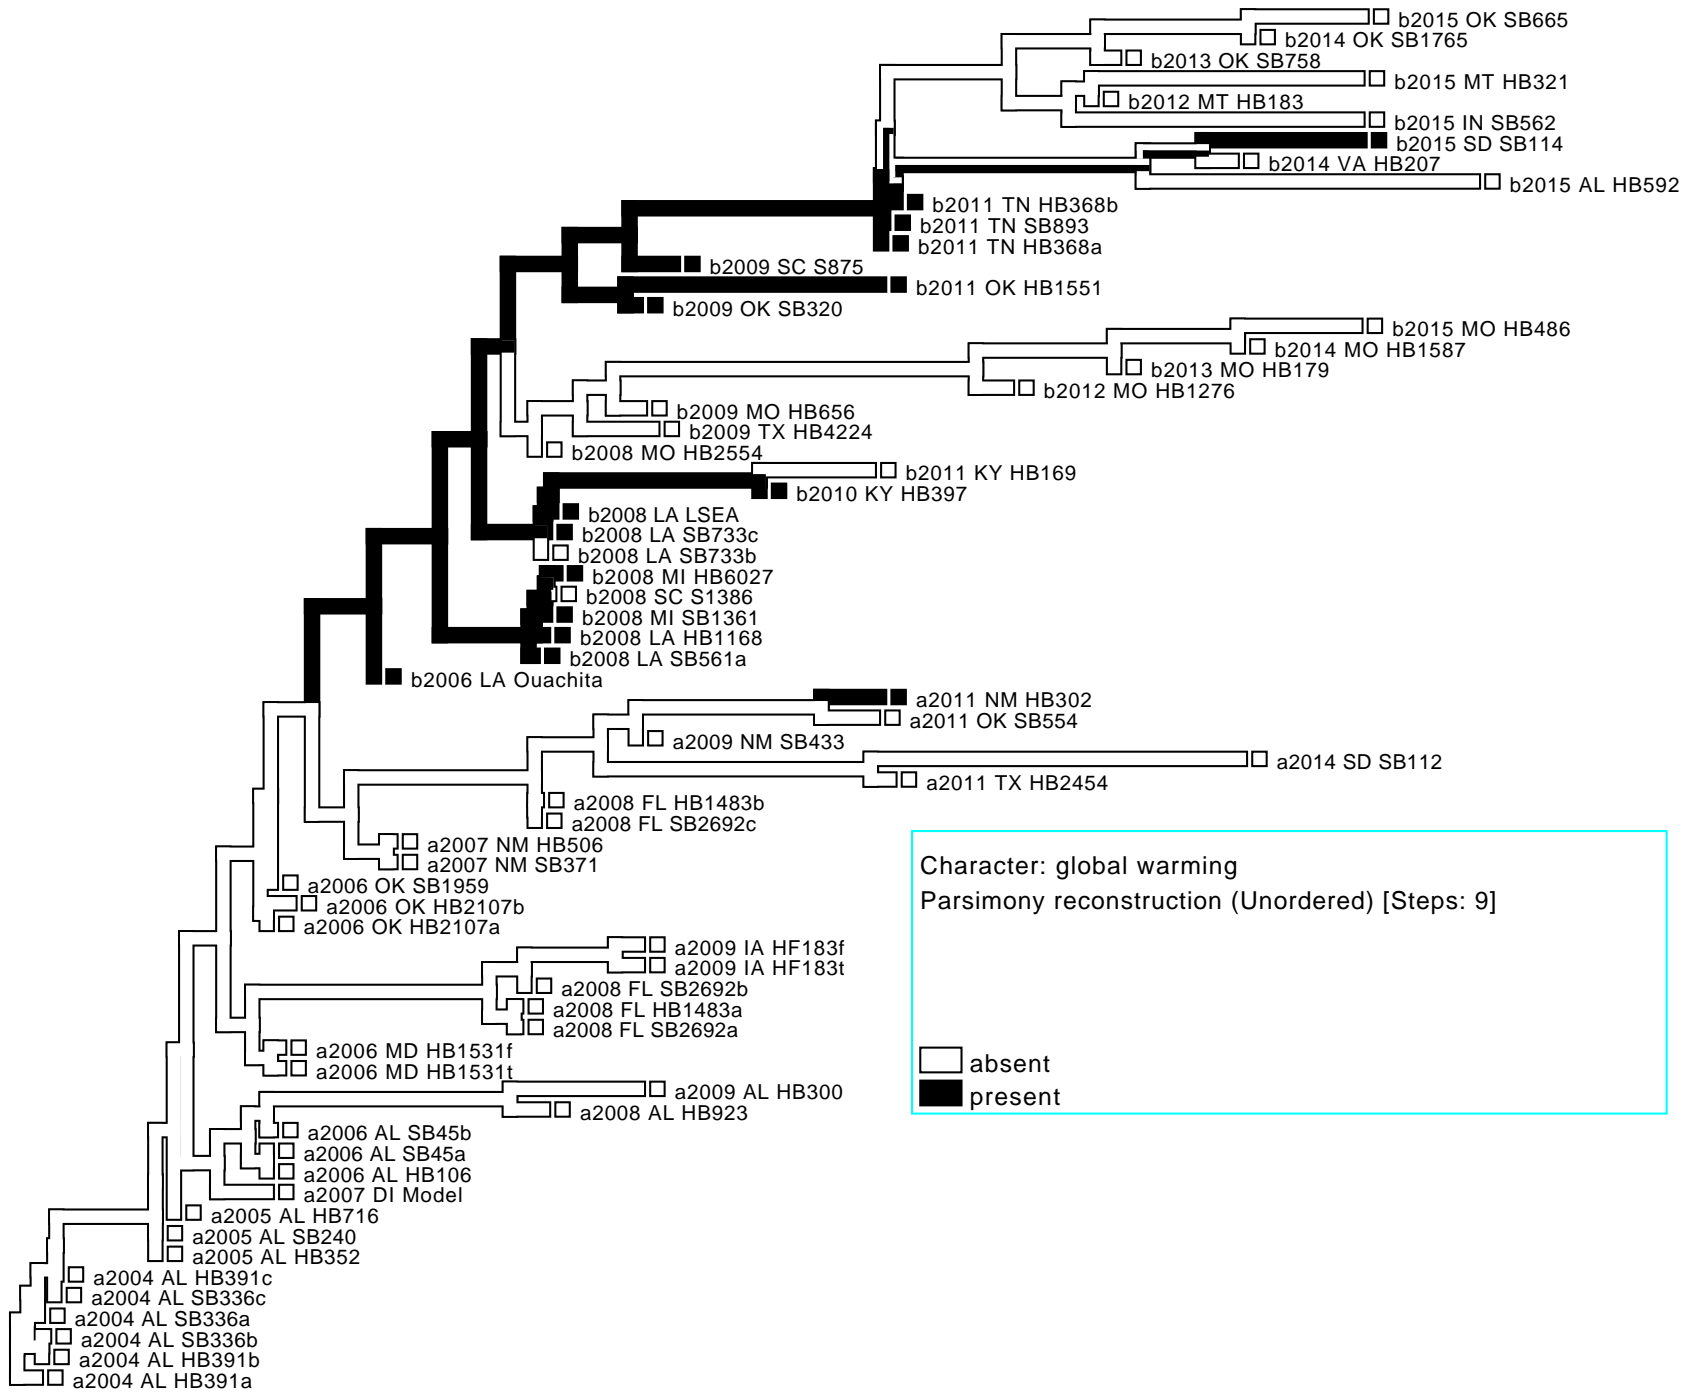 b2015 OK SB665
b2014 OK SB1765
b2013 OK SB758
b2015 MT HB321
b2012 MT HB183
b2015 IN SB562
b2015 SD SB114
b2014 VA HB207
b2015 AL HB592
b2011 TN HB368b
b2011 TN SB893
b2011 TN HB368a
b2009 SC S875
b2011 OK HB1551
b2009 OK SB320
b2015 MO HB486
b2014 MO HB1587
b2013 MO HB179
b2012 MO HB1276
b2009 MO HB656
b2009 TX HB4224
b2008 MO HB2554
b2011 KY HB169
b2010 KY HB397
b2008 LA LSEA
b2008 LA SB733c
b2008 LA SB733b
b2008 MI HB6027
b2008 SC S1386
b2008 MI SB1361
b2008 LA HB1168
b2008 LA SB561a
b2006 LA Ouachita
a2011 NM HB302
a2011 OK SB554
a2009 NM SB433
a2014 SD SB112
a2011 TX HB2454
a2008 FL HB1483b
a2008 FL SB2692c
a2007 NM HB506
a2007 NM SB371
a2006 OK SB1959
a2006 OK HB2107b
a2006 OK HB2107a
a2009 IA HF183f
a2009 IA HF183t
a2008 FL SB2692b
a2008 FL HB1483a
a2008 FL SB2692a
a2006 MD HB1531f
a2006 MD HB1531t
a2009 AL HB300
a2008 AL HB923
a2006 AL SB45b
a2006 AL SB45a
a2006 AL HB106
a2007 DI Model
a2005 AL HB716
a2005 AL SB240
a2005 AL HB352
a2004 AL HB391c
a2004 AL SB336c
a2004 AL SB336a
a2004 AL SB336b
a2004 AL HB391b
a2004 AL HB391a
Character: global warming
Parsimony reconstruction (Unordered) [Steps: 9]
absent
present